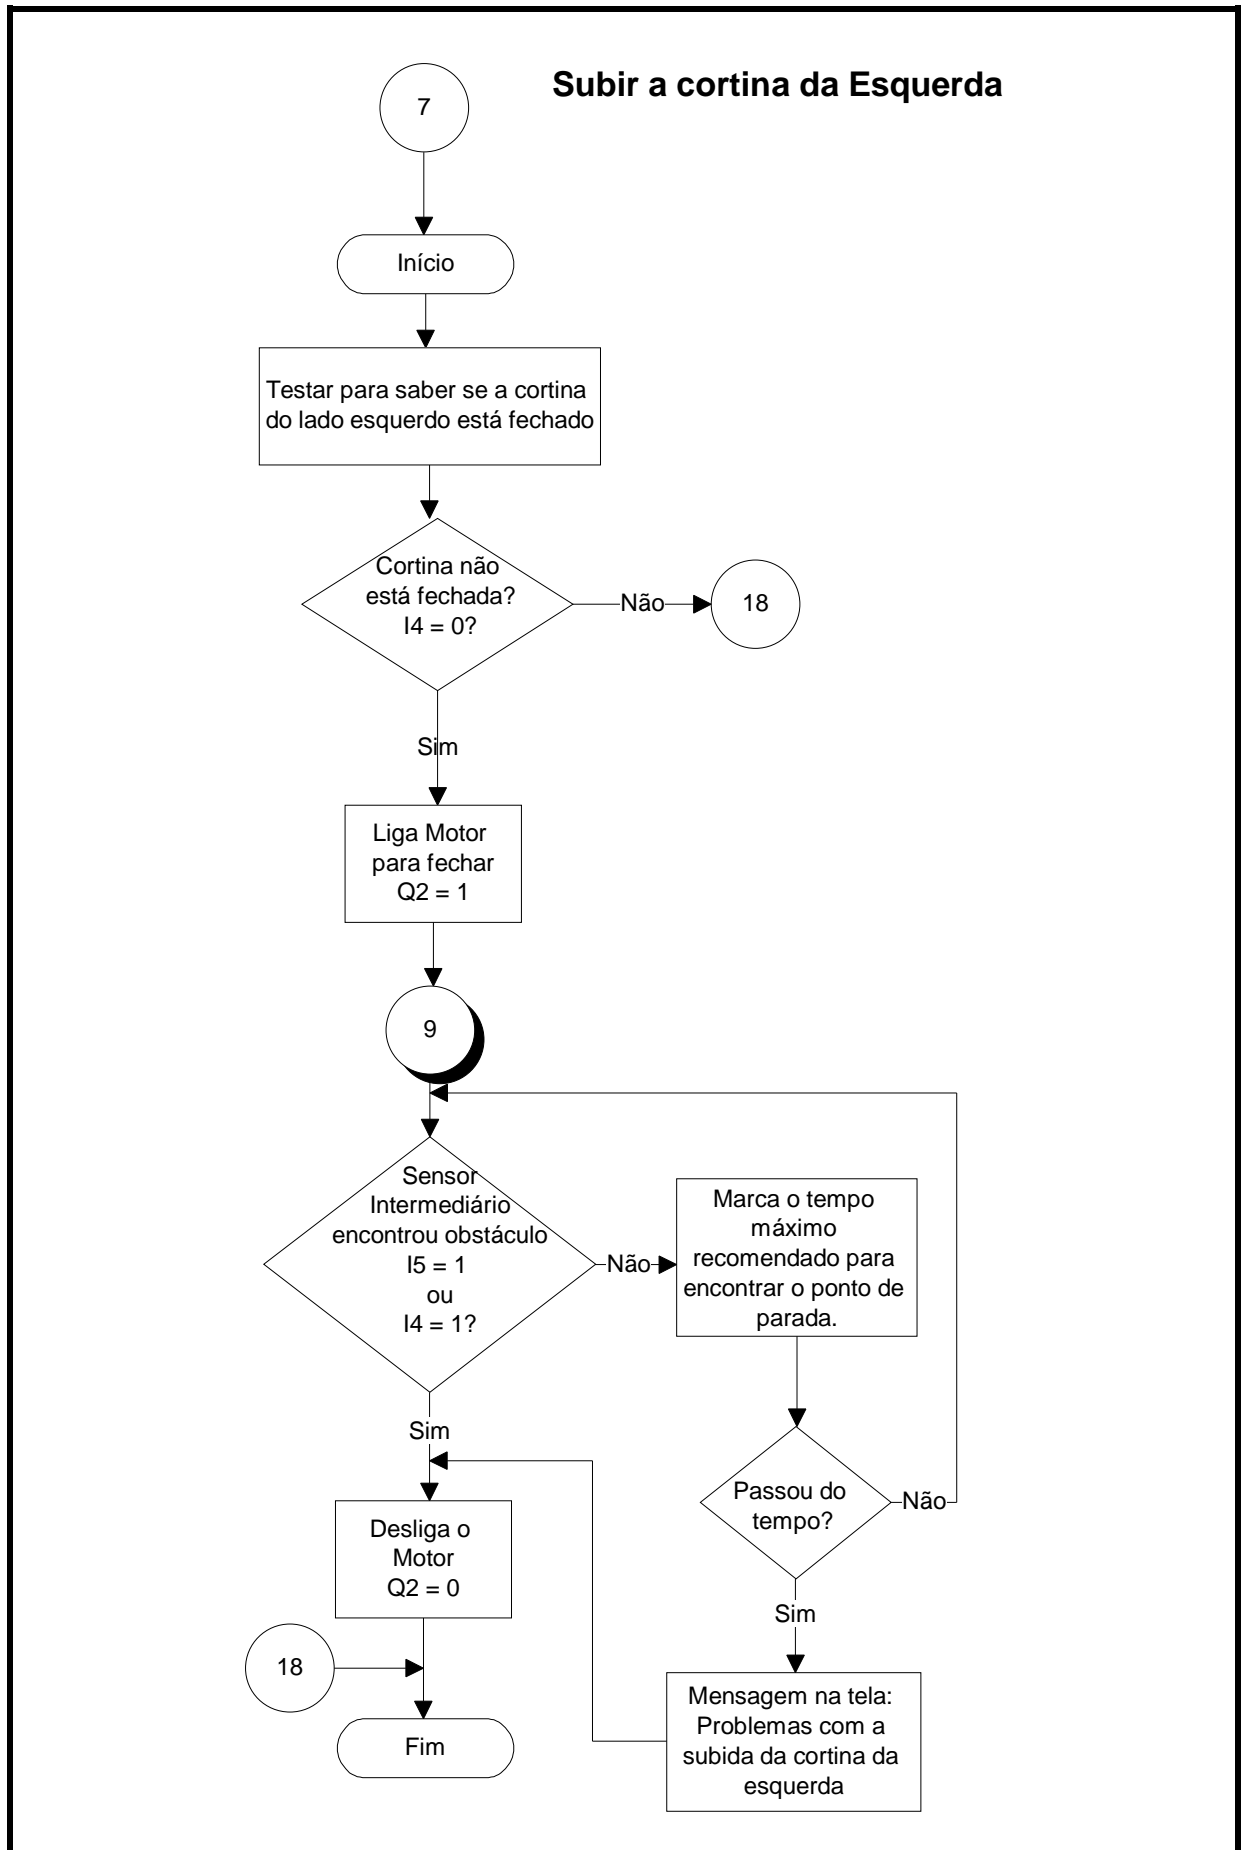 Subir a cortina da Esquerda
7
Início
Testar para saber se a cortina
do lado esquerdo está fechado
Cortina não
está fechada?
I4 = 0?
Não
18
Sim
Liga Motor
para fechar
Q2 = 1
9
Sensor
Intermediário
encontrou obstáculo
I5 = 1
ou
I4 = 1?
Não
Marca o tempo
máximo
recomendado para
encontrar o ponto de
parada.
Sim
Passou do
tempo?
Não
Desliga o
Motor
Q2 = 0
Sim
18
Mensagem na tela:
Problemas com a
subida da cortina da
esquerda
Fim